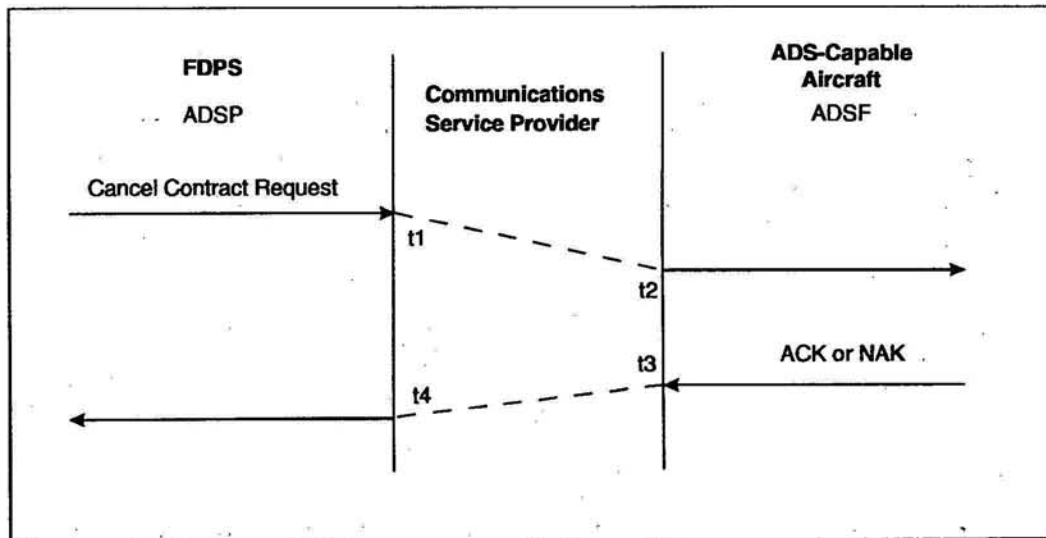 FDPS
ADSP
Communications
Service Provider
ADS-Capable
Aircraft
ADSF
Cancel Contract Request
t1
t2
ACK or NAK
t3
t4